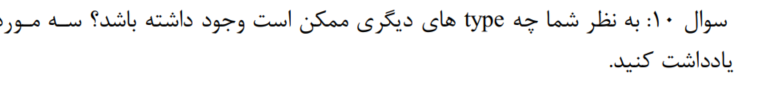 سوال ۱۰: به نظر شما چه type های دیگری ممکن است وجود داشته باشد؟ سه مورد
یادداشت کنید.